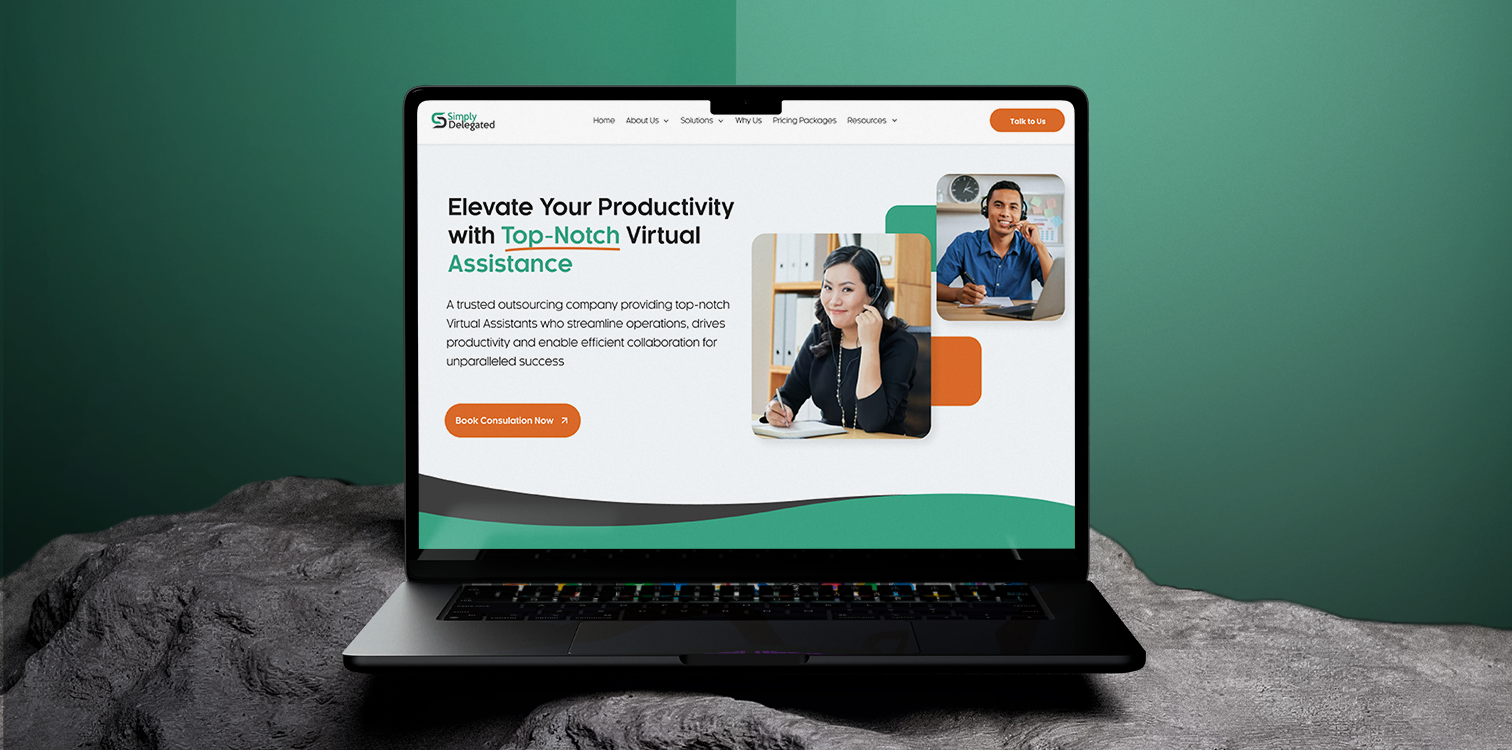 Simply
Delegated
Home About Us Solutions Why Us Pricing Packages Resources
Talk to Us
Elevate Your Productivity
with Top-Notch Virtual
Assistance
A trusted outsourcing company providing top-notch
Virtual Assistants who streamline operations, drives
productivity and enable efficient collaboration for
unparalleled success
Book Consulation Now